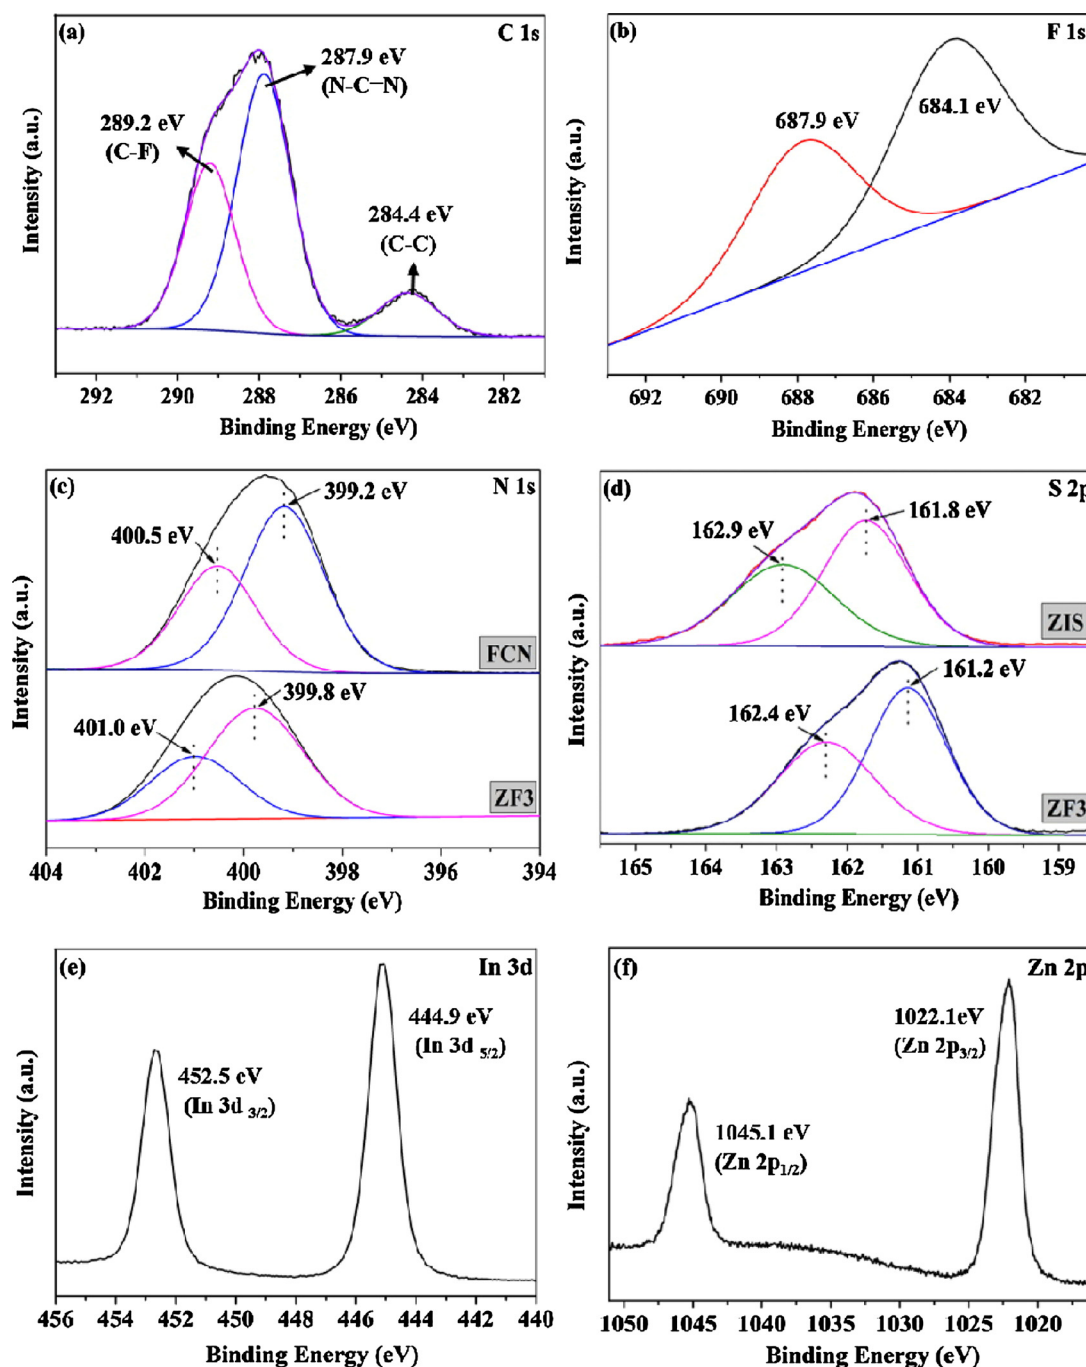 (a)
C 1s
287.9 eV
(N-C=N)
289.2 eV
(C-F)
284.4 eV
(C-C)
Intensity (a.u.)
292 290 288 286 284 282
Binding Energy (eV)
(b)
F 1s
687.9 eV
684.1 eV
Intensity (a.u.)
692 690 688 686 684 682
Binding Energy (eV)
(c)
N 1s
399.2 eV
400.5 eV
FCN
399.8 eV
401.0 eV
ZF3
Intensity (a.u.)
404 402 400 398 396 394
Binding Energy (eV)
(d)
S 2p
161.8 eV
162.9 eV
ZIS
161.2 eV
162.4 eV
ZF3
Intensity (a.u.)
165 164 163 162 161 160 159
Binding Energy (eV)
(e)
In 3d
444.9 eV
(In 3d 5/2)
452.5 eV
(In 3d 3/2)
Intensity (a.u.)
456 454 452 450 448 446 444 442 440
Binding Energy (eV)
(f)
Zn 2p
1022.1eV
(Zn 2p3/2)
1045.1 eV
(Zn 2p1/2)
Intensity (a.u.)
1050 1045 1040 1035 1030 1025 1020
Binding Energy (eV)